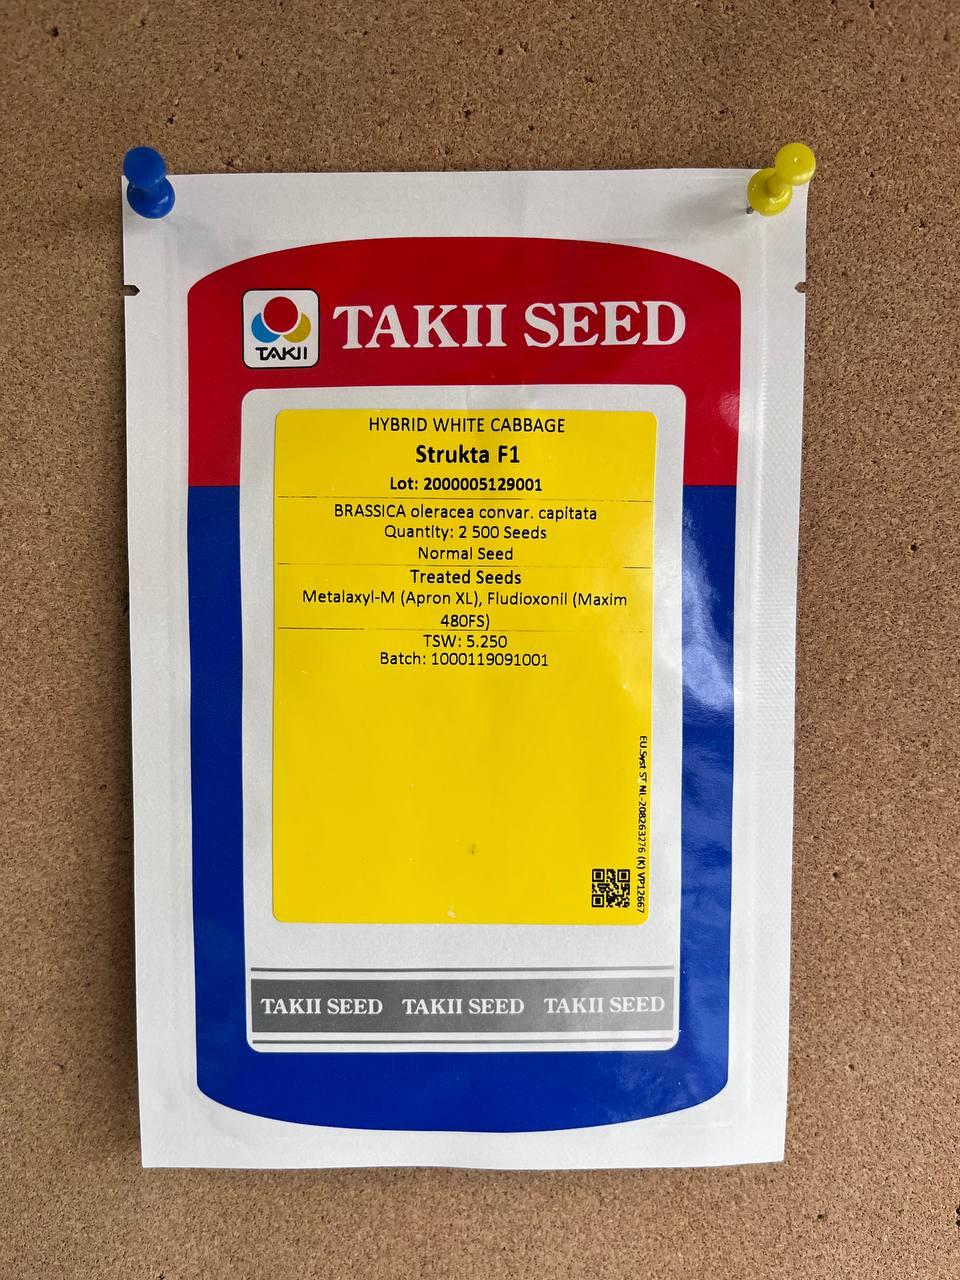 TAKII
TAKII SEED
HYBRID WHITE CABBAGE
Strukta F1
Lot: 2000005129001
BRASSICA oleracea convar. capitata
Quantity: 2 500 Seeds
Normal Seed
Treated Seeds
Metalaxyl-M (Apron XL), Fludioxonil (Maxim
480FS)
TSW: 5.250
Batch: 1000119091001
EU.Syst ST NL-208263276 (K) VP12667
TAKII SEED TAKII SEED TAKII SEED